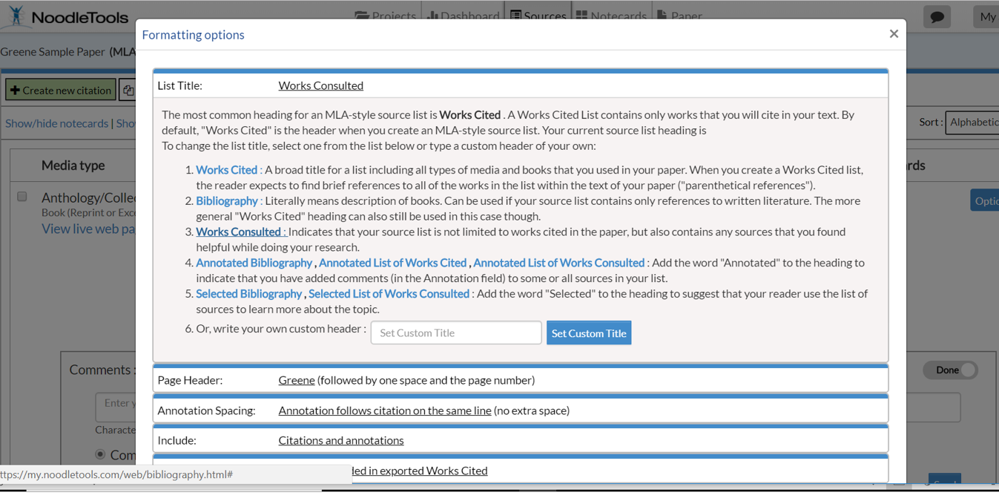 NoodleTools
Projects Dashboard Sources Notecards Paper My
Formatting options ×
Greene Sample Paper (MLA
Create new citation
Show/hide notecards |
Sort : Alphabetic
Media type
Anthology/Collec
Book (Reprint or Exce
View live web pa
Optio
List Title: Works Consulted
The most common heading for an MLA-style source list is Works Cited . A Works Cited List contains only works that you will cite in your text. By
default, "Works Cited" is the header when you create an MLA-style source list. Your current source list heading is
To change the list title, select one from the list below or type a custom header of your own:
1. Works Cited : A broad title for a list including all types of media and books that you used in your paper. When you create a Works Cited list,
the reader expects to find brief references to all of the works in the list within the text of your paper ("parenthetical references").
2. Bibliography : Literally means description of books. Can be used if your source list contains only references to written literature. The more
general "Works Cited" heading can also still be used in this case though.
3. Works Consulted : Indicates that your source list is not limited to works cited in the paper, but also contains any sources that you found
helpful while doing your research.
4. Annotated Bibliography , Annotated List of Works Cited , Annotated List of Works Consulted : Add the word "Annotated" to the heading to
indicate that you have added comments (in the Annotation field) to some or all sources in your list.
5. Selected Bibliography , Selected List of Works Consulted : Add the word "Selected" to the heading to suggest that your reader use the list of
sources to learn more about the topic.
6. Or, write your own custom header : Set Custom Title Set Custom Title
Page Header: Greene (followed by one space and the page number)
Annotation Spacing: Annotation follows citation on the same line (no extra space)
Include: Citations and annotations
ded in exported Works Cited
Comments :
Done
Enter y
Characte
Com
ttps://my.noodletools.com/web/bibliography.html#